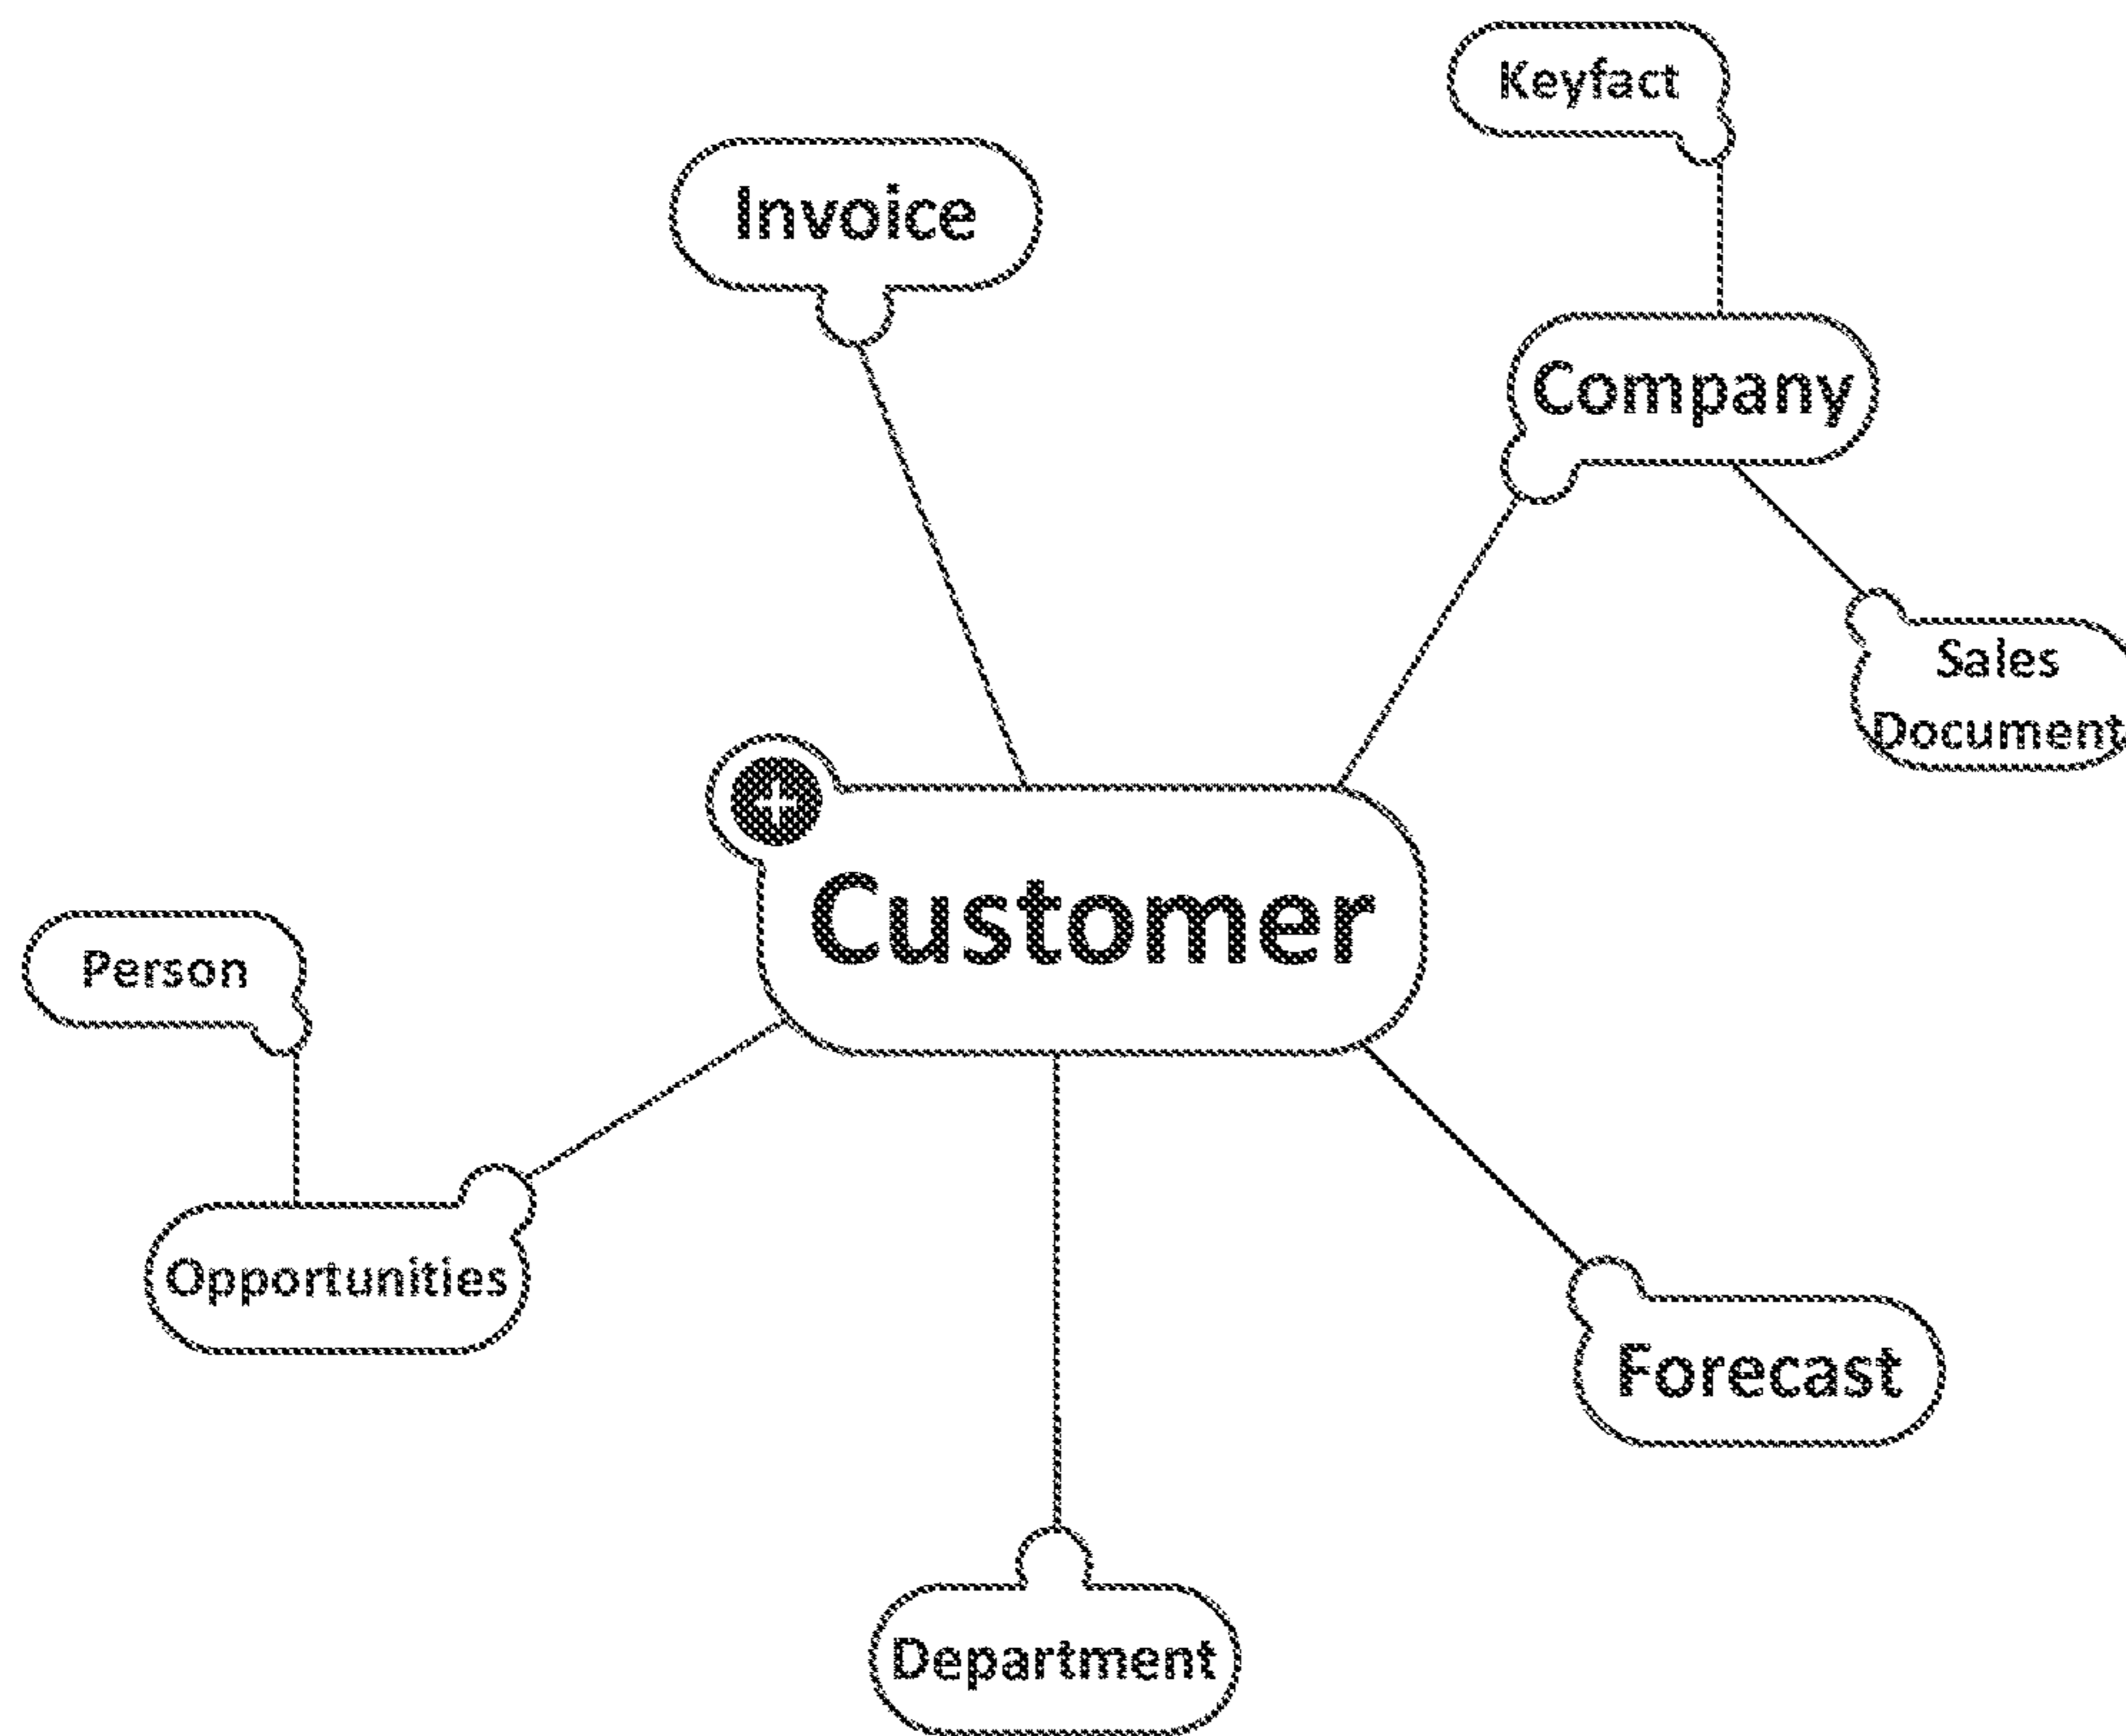 Keyfact
Invoice
Company
Sales
Document
+
Customer
Person
Opportunities
Forecast
Department